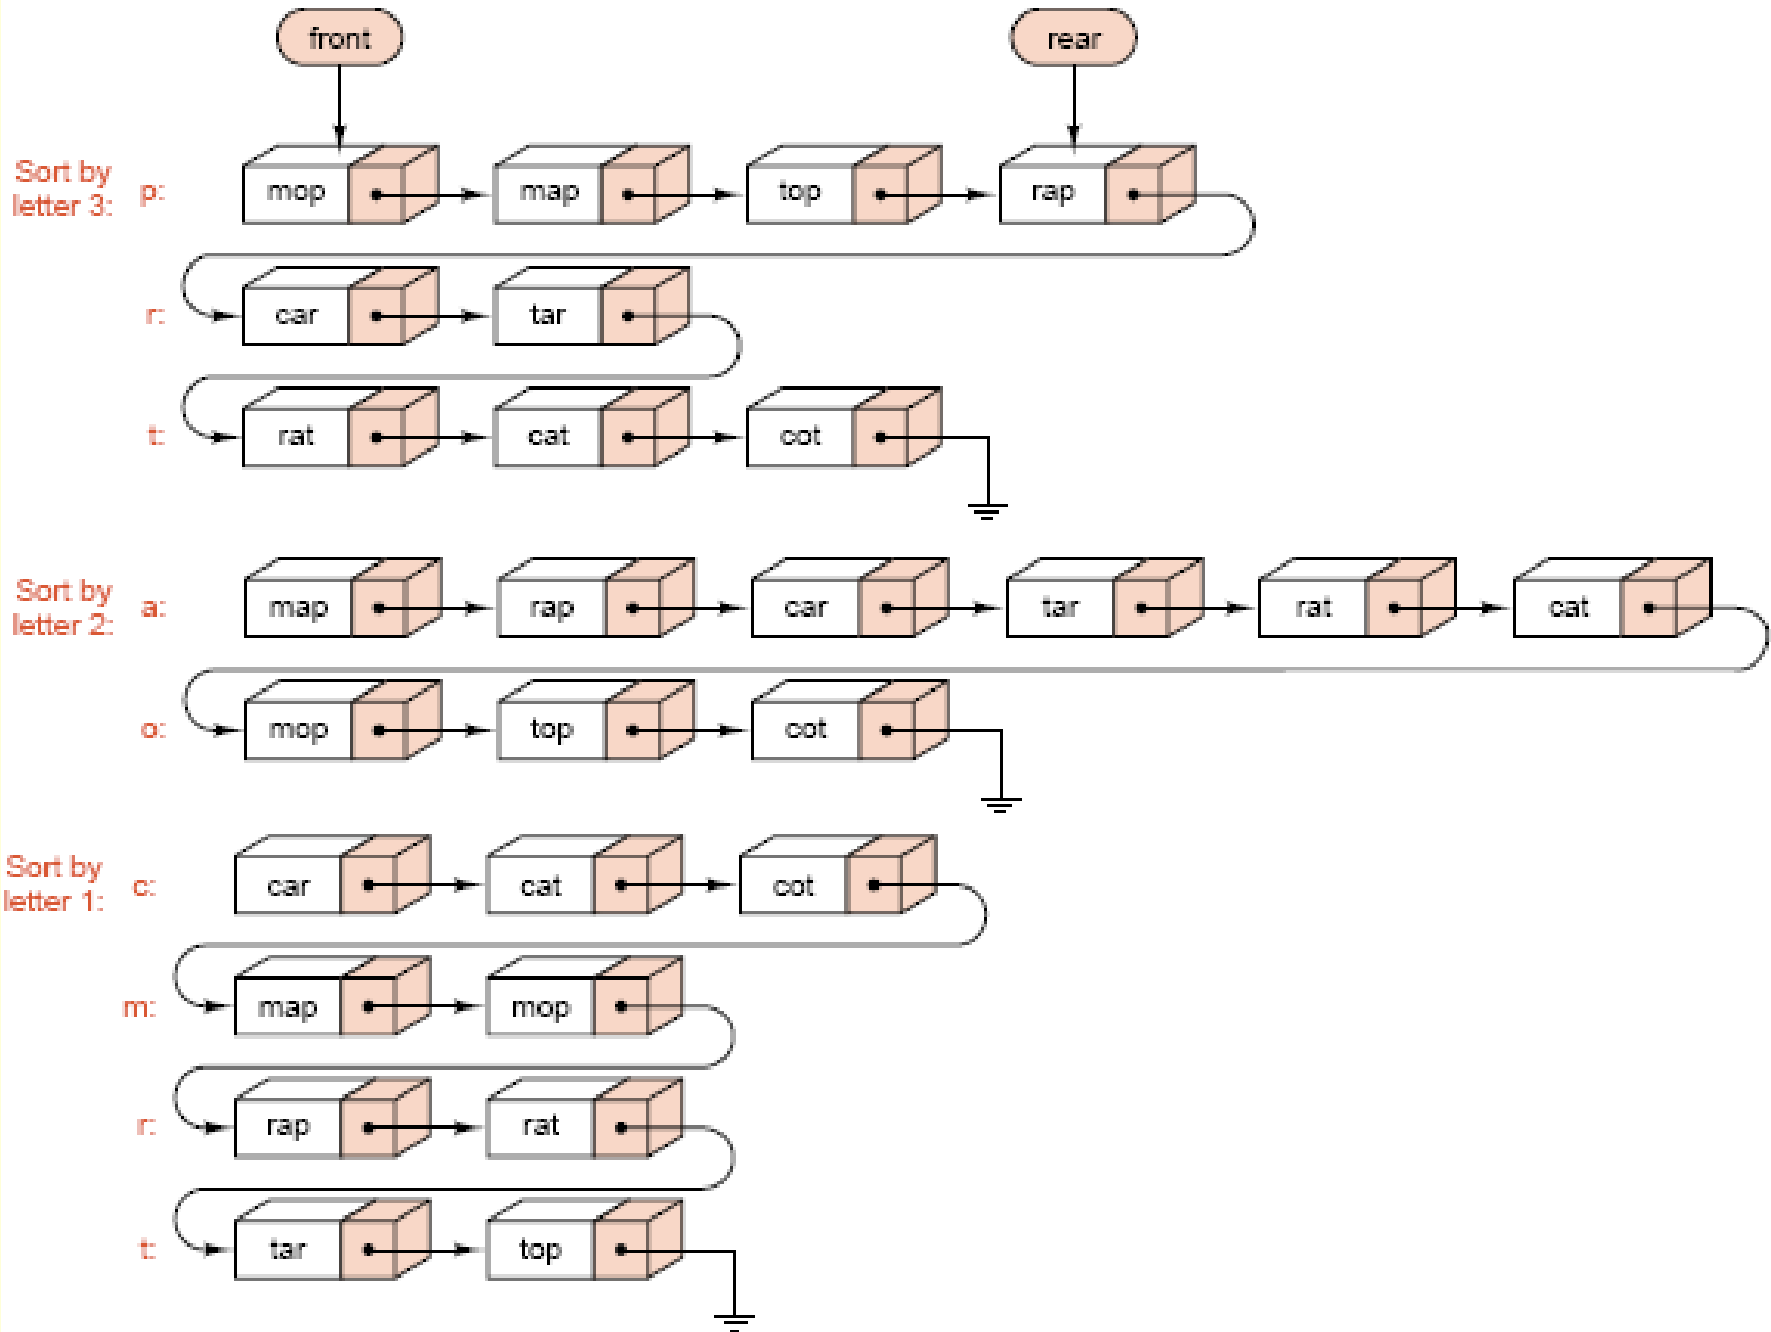 front rear
Sort by
letter 3: p: mop map top rap
r: car tar
t: rat cat cot
Sort by
letter 2: a: map rap car tar rat cat
o: mop top cot
Sort by
letter 1: c: car cat cot
m: map mop
r: rap rat
t: tar top